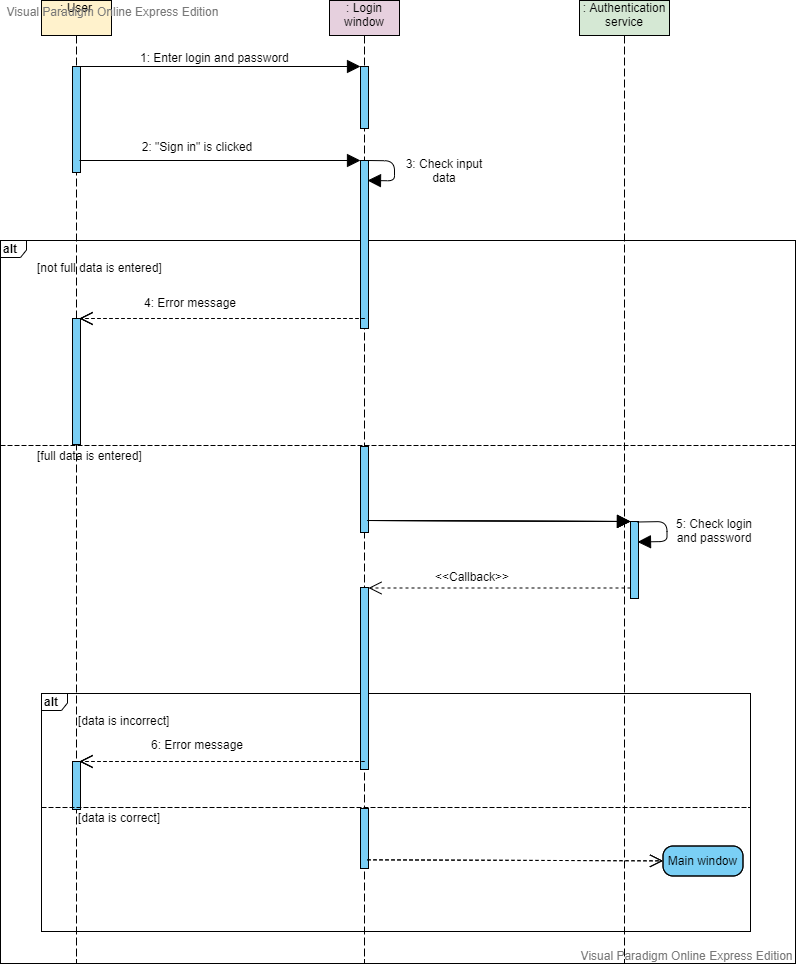 Visual Paradigm Online Express Edition
: User
: Login
window
: Authentication
service
1: Enter login and password
2: "Sign in" is clicked
3: Check input
data
alt
[not full data is entered]
4: Error message
[full data is entered]
5: Check login
and password
<<Callback>>
alt
[data is incorrect]
6: Error message
[data is correct]
Main window
Visual Paradigm Online Express Edition